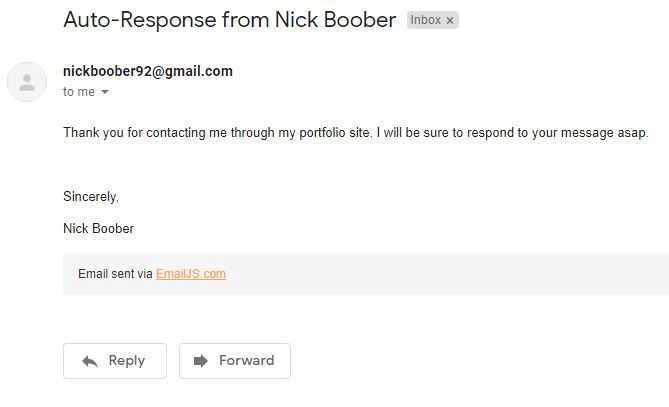 Auto-Response from Nick Boober Inbox x
nickboober92@gmail.com
to me
Thank you for contacting me through my portfolio site. I will be sure to respond to your message asap.
Sincerely,
Nick Boober
Email sent via EmailJS.com
Reply Forward